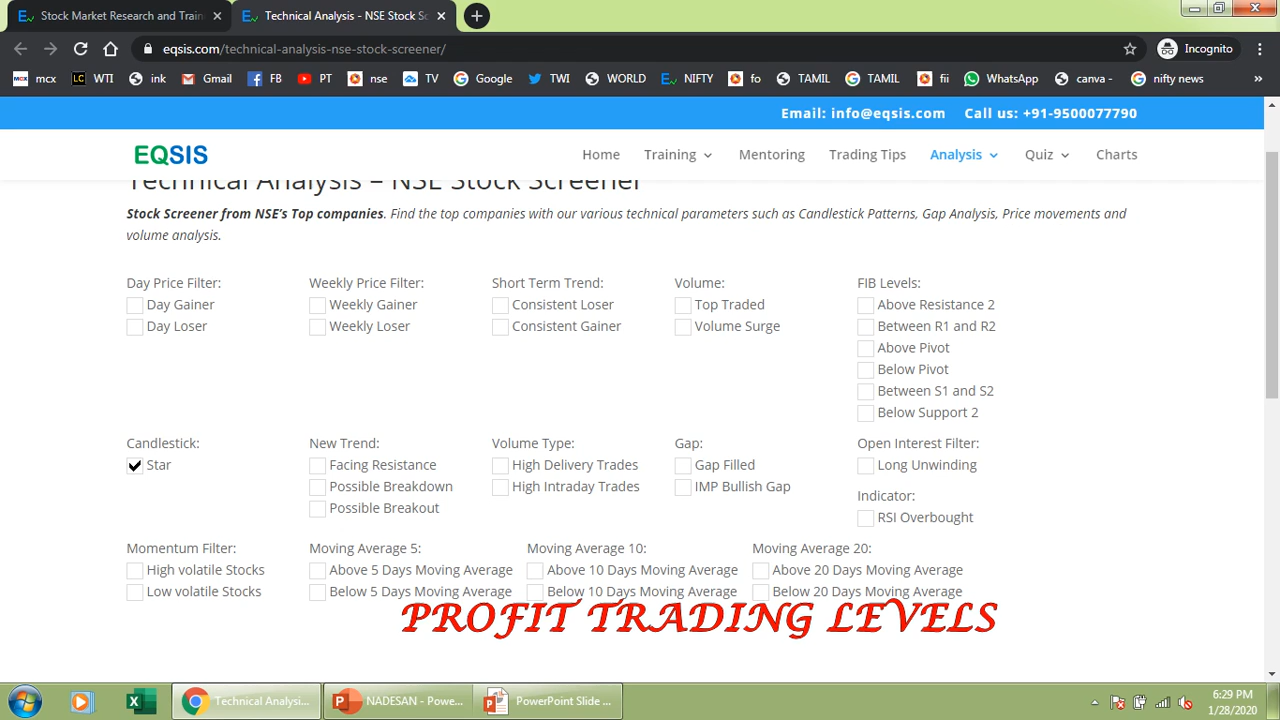 Stock Market Research and Train
Technical Analysis - NSE Stock Sc
eqsis.com/technical-analysis-nse-stock-screener/
Incognito
mcx WTI ink Gmail FB PT nse TV Google TWI WORLD NIFTY fo TAMIL TAMIL fii WhatsApp canva - nifty news »
Email: info@eqsis.com Call us: +91-9500077790
EQSIS Home Training Mentoring Trading Tips Analysis Quiz Charts
Technical Analysis – NSE Stock Screener
Stock Screener from NSE's Top companies. Find the top companies with our various technical parameters such as Candlestick Patterns, Gap Analysis, Price movements and
volume analysis.
Day Price Filter: Weekly Price Filter: Short Term Trend: Volume: FIB Levels:
Day Gainer Weekly Gainer Consistent Loser Top Traded Above Resistance 2
Day Loser Weekly Loser Consistent Gainer Volume Surge Between R1 and R2
Above Pivot
Below Pivot
Between S1 and S2
Below Support 2
Candlestick: New Trend: Volume Type: Gap: Open Interest Filter:
Star Facing Resistance High Delivery Trades Gap Filled Long Unwinding
Possible Breakdown High Intraday Trades IMP Bullish Gap
Indicator:
Possible Breakout RSI Overbought
Momentum Filter: Moving Average 5: Moving Average 10: Moving Average 20:
High volatile Stocks Above 5 Days Moving Average Above 10 Days Moving Average Above 20 Days Moving Average
Low volatile Stocks Below 5 Days Moving Average Below 10 Days Moving Average Below 20 Days Moving Average
PROFIT TRADING LEVELS
Technical Analysi... NADESAN - Powe... PowerPoint Slide ...
6:29 PM
1/28/2020